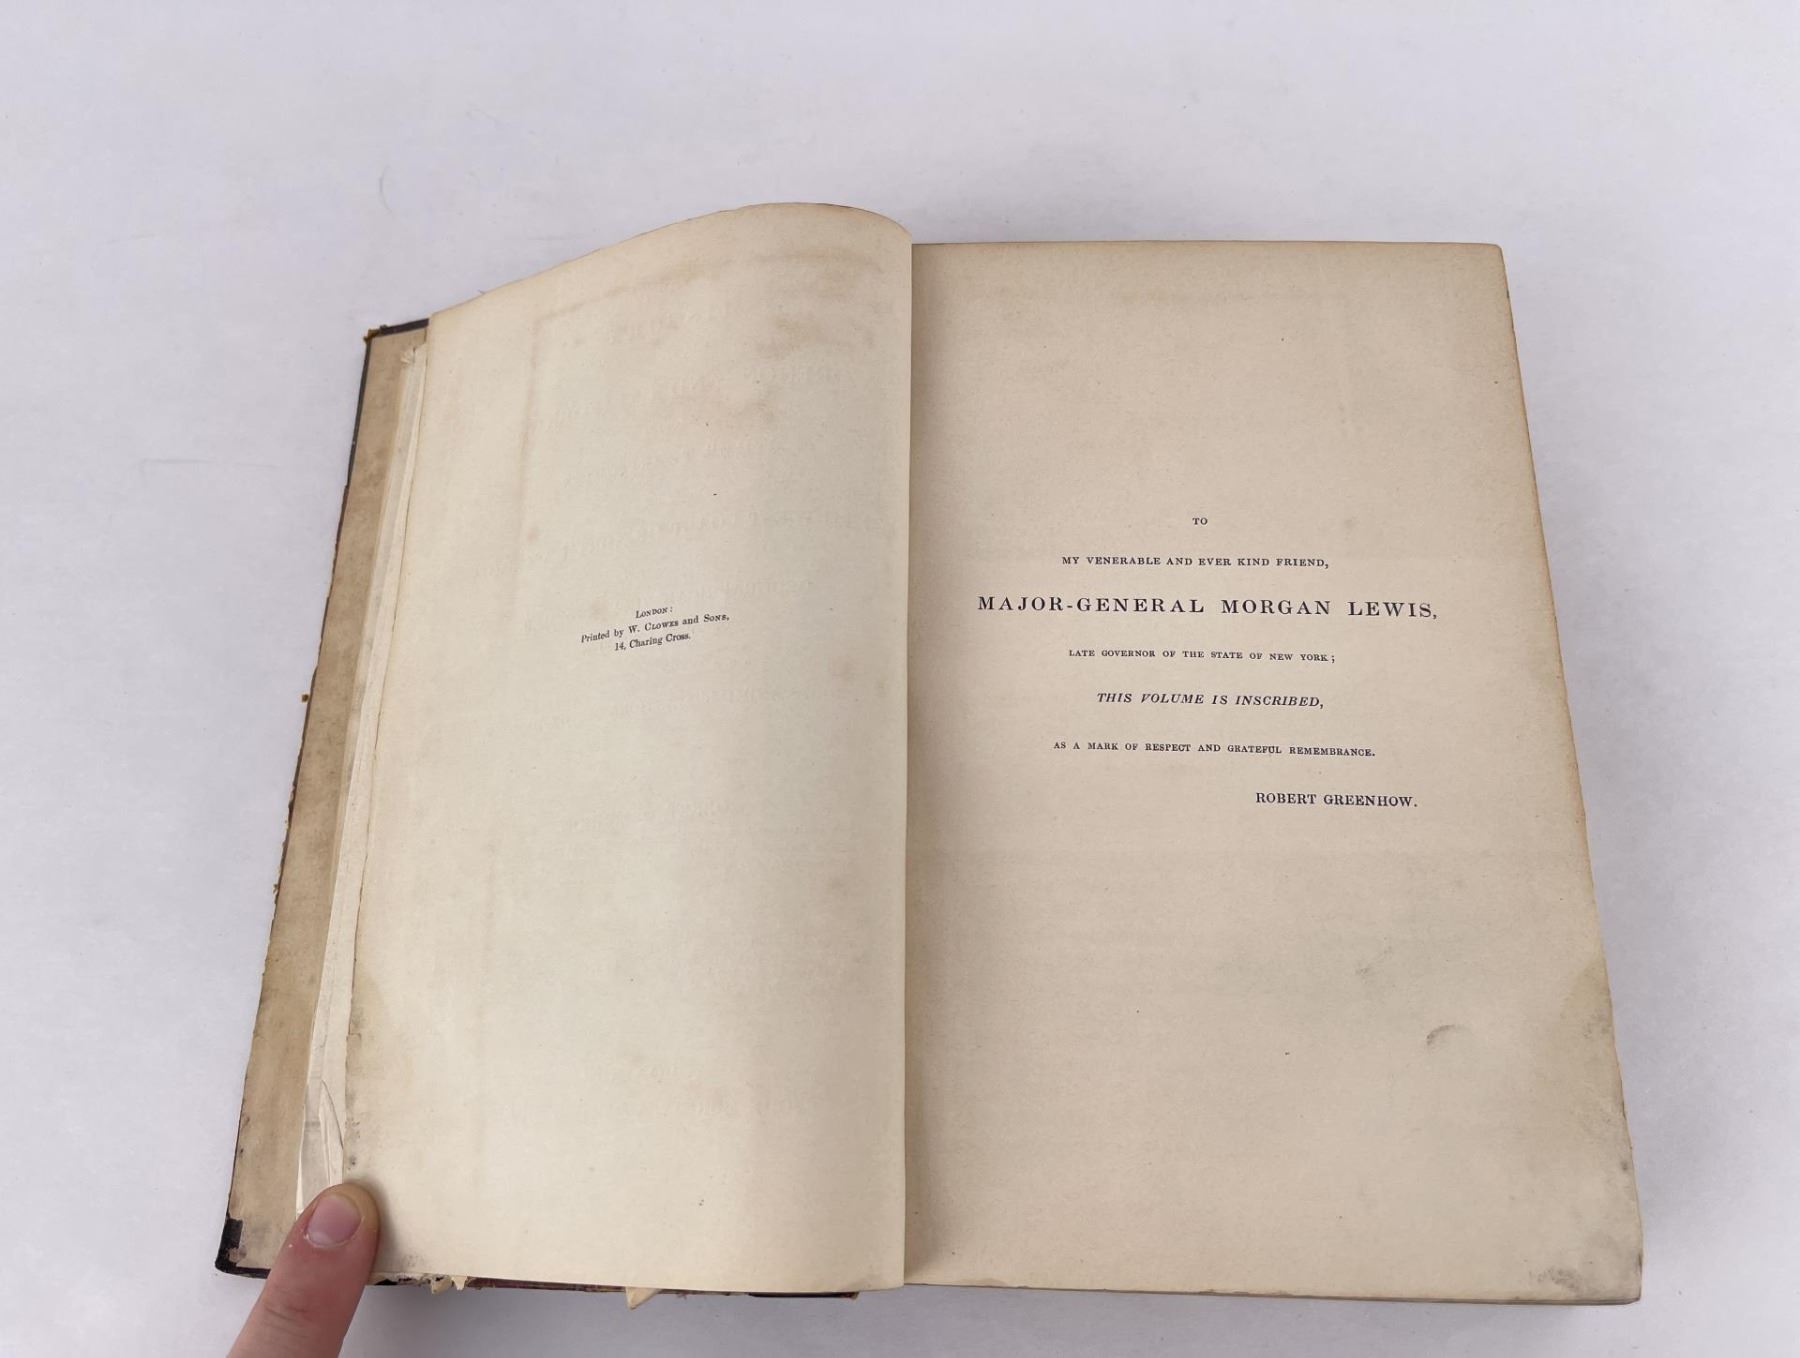 London:
Printed by W. Clowes and Sons,
14, Charing Cross.
TO
MY VENERABLE AND EVER KIND FRIEND,
MAJOR-GENERAL MORGAN LEWIS,
LATE GOVERNOR OF THE STATE OF NEW YORK;
THIS VOLUME IS INSCRIBED,
AS A MARK OF RESPECT AND GRATEFUL REMEMBRANCE.
ROBERT GREENHOW.